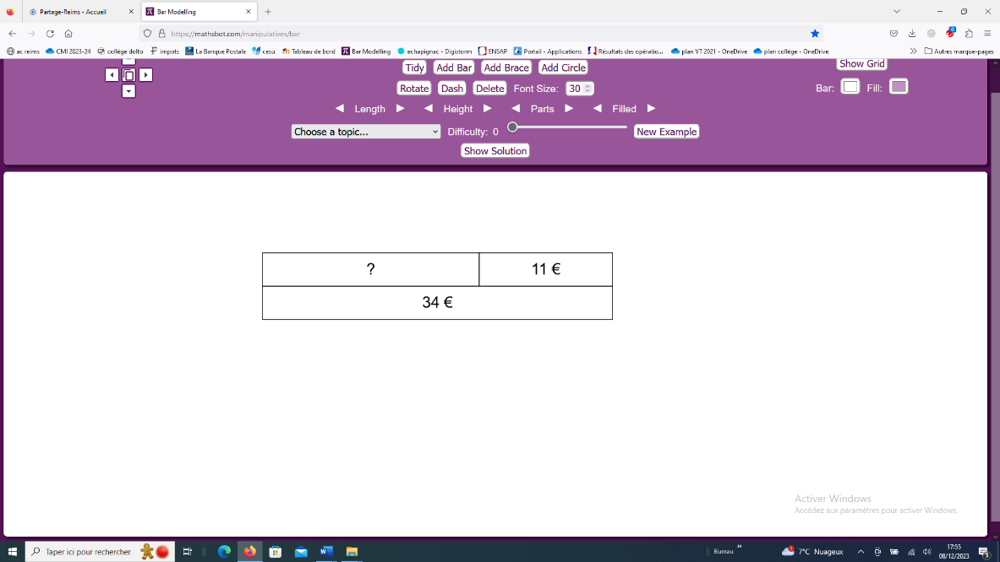 Partage-Reims - Accueil
Bar Modelling
https://mathsbot.com/manipulatives/bar
ac reims CMI 2023-24 collège dolto impots La Banque Postale cesu Tableau de bord Bar Modelling echapignac - Digistorm ENSAP Portail - Applications Résultats des opératio... plan VT 2021 - OneDrive plan collège - OneDrive Autres marque-pages
Tidy Add Bar Add Brace Add Circle Show Grid
Rotate Dash Delete Font Size: 30 Bar: Fill:
Length Height Parts Filled
Choose a topic... Difficulty: 0 New Example
Show Solution
? 11 €
34 €
Activer Windows
Accédez aux paramètres pour activer Windows.
Taper ici pour rechercher Bureau 7°C Nuageux 17:55
08/12/2023